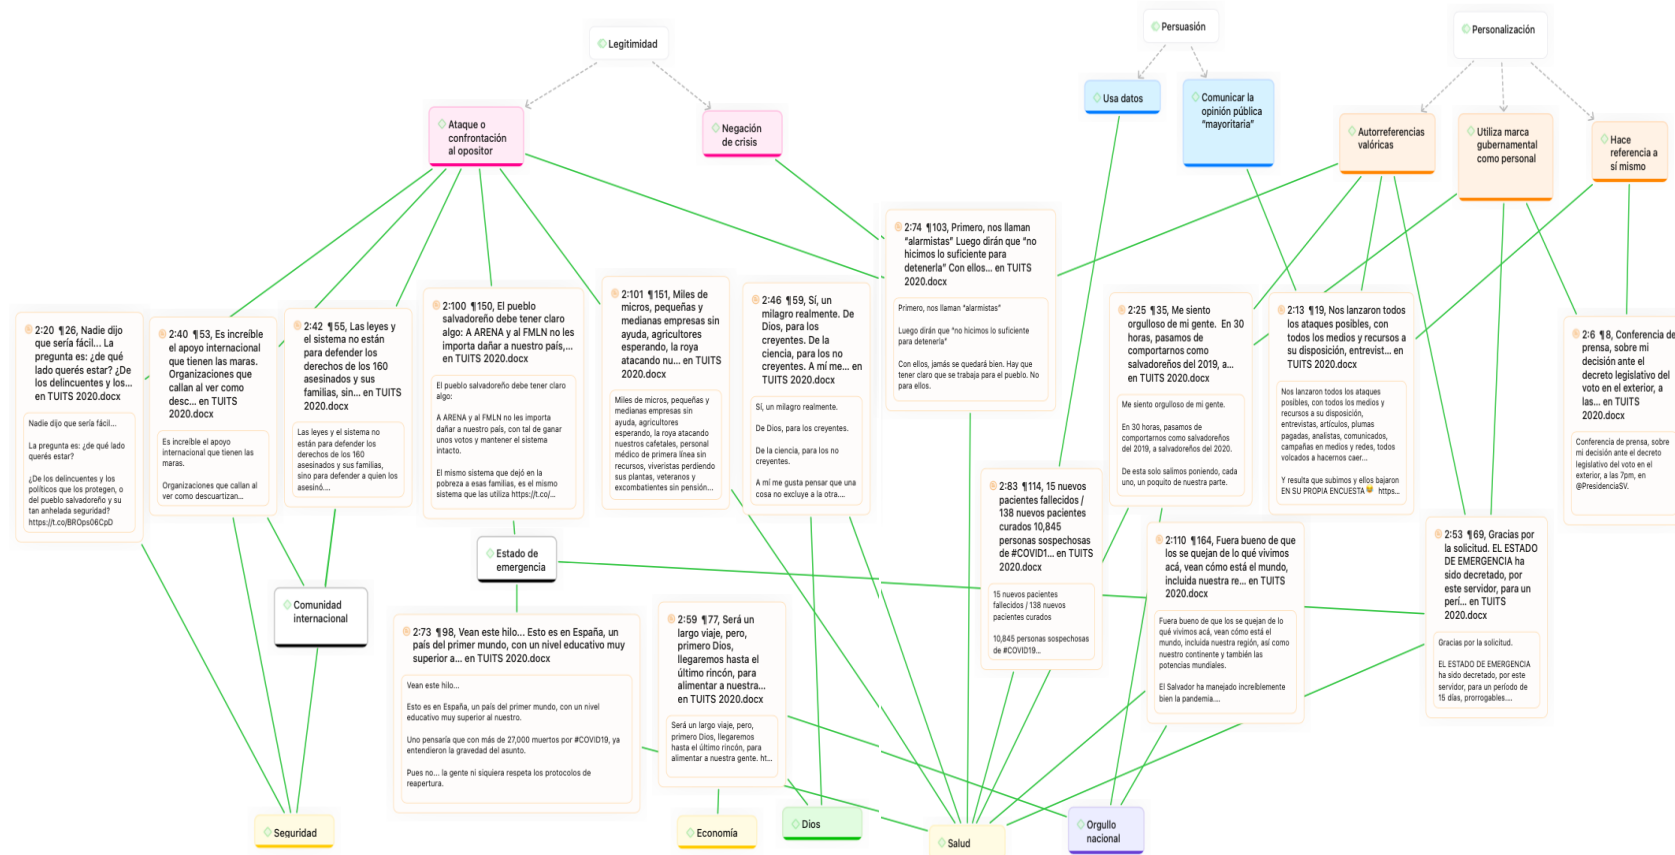 Legitimidad
Persuasión
Personalización
Ataque o
confrontación
al opositor
Negación
de crisis
Usa datos
Comunicar la
opinión pública
"mayoritaria"
Autorreferencias
valóricas
Utiliza marca
gubernamental
como personal
Hace
referencia a
sí mismo
2:20 ¶26, Nadie dijo
que sería fácil... La
pregunta es: ¿de qué
lado querés estar? ¿De
los delincuentes y los...
en TUITS 2020.docx
Nadie dijo que sería fácil...
La pregunta es: ¿de qué lado
querés estar?
¿De los delincuentes y los
políticos que los protegen, o
del pueblo salvadoreño y su
tan anhelada seguridad?
https://t.co/BROps06CpD
2:40 ¶53, Es increíble
el apoyo internacional
que tienen las maras.
Organizaciones que
callan al ver como
desc... en TUITS
2020.docx
Es increíble el apoyo
internacional que tienen las
maras.
Organizaciones que callan al
ver como descuartizan...
2:42 ¶55, Las leyes y
el sistema no están
para defender los
derechos de los 160
asesinados y sus
familias, sin... en TUITS
2020.docx
Las leyes y el sistema no
están para defender los
derechos de los 160
asesinados y sus familias,
sino para defender a quien los
asesinó....
2:100 ¶150, El pueblo
salvadoreño debe tener claro
algo: A ARENA y al FMLN no les
importa dañar a nuestro país,...
en TUITS 2020.docx
El pueblo salvadoreño debe tener claro
algo:
A ARENA y al FMLN no les importa
dañar a nuestro país, con tal de ganar
unos votos y mantener el sistema
intacto.
El mismo sistema que dejó en la
pobreza a esas familias, es el mismo
sistema que las utiliza https://t.co/...
2:101 ¶151, Miles de
micros, pequeñas y
medianas empresas sin
ayuda, agricultores
esperando, la roya
atacando nu... en TUITS
2020.docx
Miles de micros, pequeñas y
medianas empresas sin
ayuda, agricultores
esperando, la roya atacando
nuestros cafetales, personal
médico de primera línea sin
recursos, viveristas perdiendo
sus plantas, veteranos y
excombatientes sin pensión...
2:46 ¶59, Sí, un
milagro realmente. De
Dios, para los
creyentes. De la
ciencia, para los no
creyentes. A mí me... en
TUITS 2020.docx
Sí, un milagro realmente.
De Dios, para los creyentes.
De la ciencia, para los no
creyentes.
A mí me gusta pensar que una
cosa no excluye a la otra....
2:74 ¶103, Primero, nos llaman
"alarmistas" Luego dirán que "no
hicimos lo suficiente para
detenerla" Con ellos... en TUITS
2020.docx
Primero, nos llaman "alarmistas"
Luego dirán que "no hicimos lo suficiente
para detenerla"
Con ellos, jamás se quedará bien. Hay que
tener claro que se trabaja para el pueblo. No
para ellos.
2:25 ¶35, Me siento
orgulloso de mi gente. En 30
horas, pasamos de
comportarnos como
salvadoreños del 2019, a...
en TUITS 2020.docx
Me siento orgulloso de mi gente.
En 30 horas, pasamos de
comportarnos como salvadoreños
del 2019, a salvadoreños del 2020.
De esta solo salimos poniendo, cada
uno, un poquito de nuestra parte.
2:13 ¶19, Nos lanzaron todos
los ataques posibles, con
todos los medios y recursos a
su disposición, entrevist... en
TUITS 2020.docx
Nos lanzaron todos los ataques
posibles, con todos los medios y
recursos a su disposición,
entrevistas, artículos, plumas
pagadas, analistas, comunicados,
campañas en medios y redes, todos
volcados a hacernos caer...
Y resulta que subimos y ellos bajaron
EN SU PROPIA ENCUESTA😸 https...
2:6 ¶8, Conferencia de
prensa, sobre mi
decisión ante el
decreto legislativo del
voto en el exterior, a
las... en TUITS
2020.docx
Conferencia de prensa, sobre
mi decisión ante el decreto
legislativo del voto en el
exterior, a las 7pm, en
@PresidenciaSV.
2:83 ¶114, 15 nuevos
pacientes fallecidos /
138 nuevos pacientes
curados 10,845
personas sospechosas
de #COVID1... en TUITS
2020.docx
15 nuevos pacientes
fallecidos / 138 nuevos
pacientes curados
10,845 personas sospechosas
de #COVID19...
2:110 ¶164, Fuera bueno de que
los se quejan de lo qué vivimos
acá, vean cómo está el mundo,
incluida nuestra re... en TUITS
2020.docx
Fuera bueno de que los se quejan de lo
qué vivimos acá, vean cómo está el
mundo, incluida nuestra región, así como
nuestro continente y también las
potencias mundiales.
El Salvador ha manejado increíblemente
bien la pandemia....
2:53 ¶69, Gracias por
la solicitud. EL ESTADO
DE EMERGENCIA ha
sido decretado, por
este servidor, para un
perí... en TUITS
2020.docx
Gracias por la solicitud.
EL ESTADO DE EMERGENCIA
ha sido decretado, por este
servidor, para un período de
15 días, prorrogables....
Estado de
emergencia
Comunidad
internacional
2:73 ¶98, Vean este hilo... Esto es en España, un
país del primer mundo, con un nivel educativo muy
superior a... en TUITS 2020.docx
Vean este hilo...
Esto es en España, un país del primer mundo, con un nivel
educativo muy superior al nuestro.
Uno pensaría que con más de 27,000 muertos por #COVID19, ya
entendieron la gravedad del asunto.
Pues no... la gente ni siquiera respeta los protocolos de
reapertura.
2:59 ¶77, Será un
largo viaje, pero,
primero Dios,
llegaremos hasta el
último rincón, para
alimentar a nuestra...
en TUITS 2020.docx
Será un largo viaje, pero,
primero Dios, llegaremos
hasta el último rincón, para
alimentar a nuestra gente. ht...
Seguridad
Economía
Dios
Salud
Orgullo
nacional